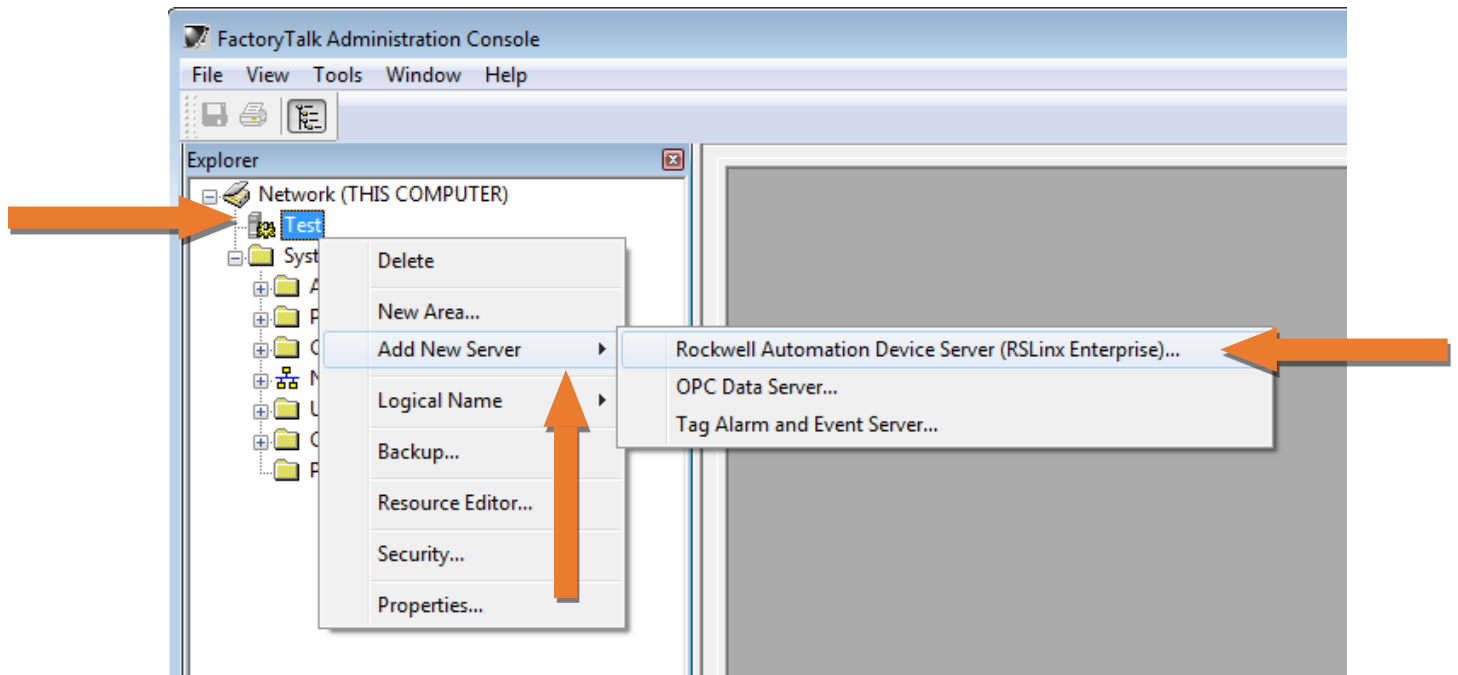 FactoryTalk Administration Console
File View Tools Window Help
Explorer
Network (THIS COMPUTER)
Test
Syst
Delete
New Area...
Add New Server
Rockwell Automation Device Server (RSLinx Enterprise)...
OPC Data Server...
Tag Alarm and Event Server...
Logical Name
Backup...
Resource Editor...
Security...
Properties...